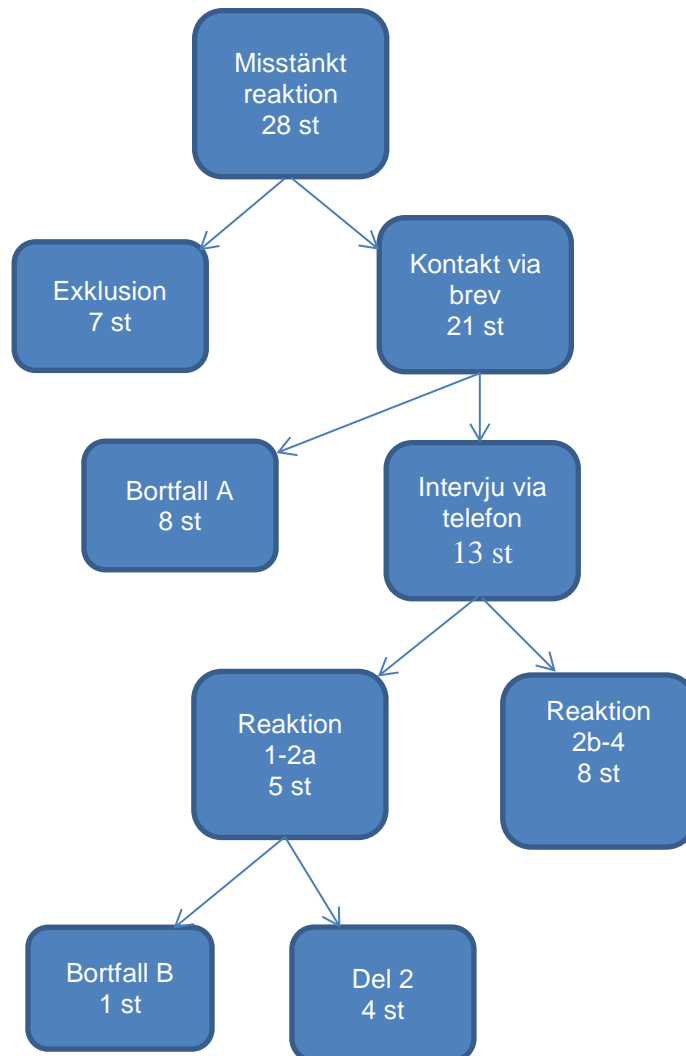 Misstänkt
reaktion
28 st
Exklusion
7 st
Kontakt via
brev
21 st
Bortfall A
8 st
Intervju via
telefon
13 st
Reaktion
1-2a
5 st
Reaktion
2b-4
8 st
Bortfall B
1 st
Del 2
4 st